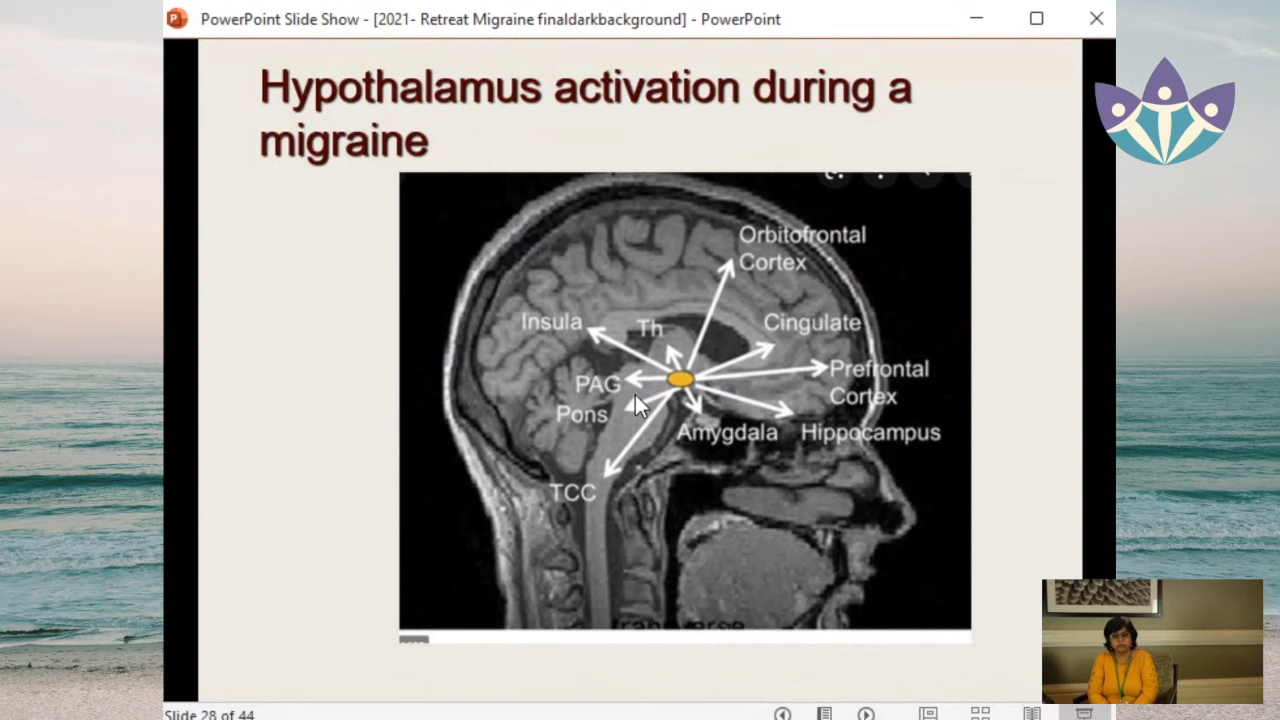 PowerPoint Slide Show - [2021- Retreat Migraine finaldarkbackground] - PowerPoint
Hypothalamus activation during a
migraine
Orbitofrontal
Cortex
Insula
Th
Cingulate
PAG
Prefrontal
Cortex
Pons
Amygdala
Hippocampus
TCC
transverse
Slide 28 of 44